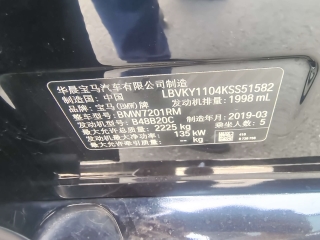 华晨宝马汽车有限公司制造
制造国：中国 LBVKY1104KSS51582
品牌：宝马(BMW)牌 发动机排量：1998 mL
整车型号：BMW7201RM
发动机型号：B48B20C 制造年月：2019-03
最大允许总质量：2225 kg 乘坐人数：5
发动机最大净功率：135 kW